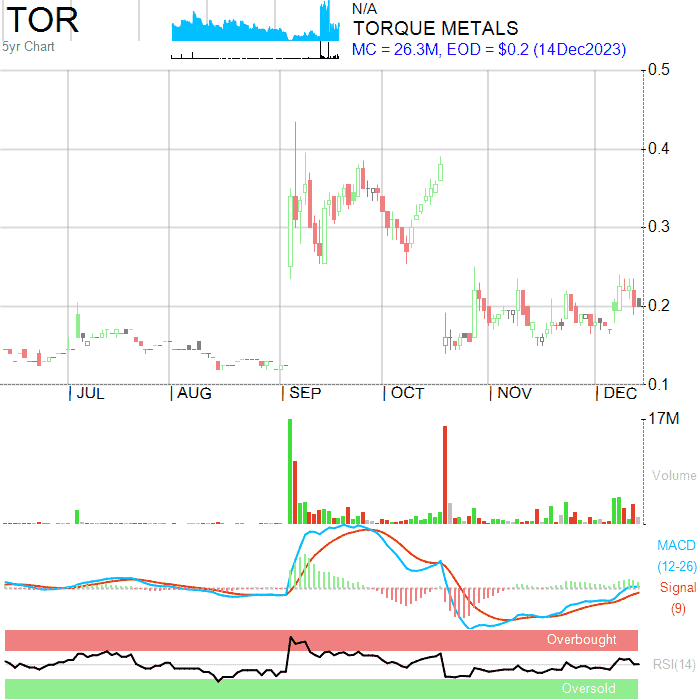 TOR
5yr Chart
N/A
TORQUE METALS
MC = 26.3M, EOD = $0.2 (14Dec2023)
0.5
0.4
0.3
0.2
0.1
JUL
AUG
SEP
OCT
NOV
DEC
17M
Volume
MACD
(12-26)
Signal
(9)
Overbought
RSI(14)
Oversold